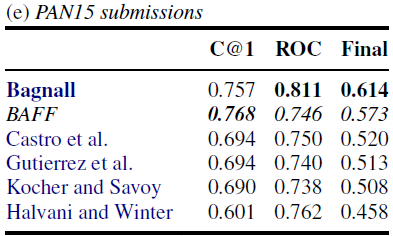 (e) PAN15 submissions
C@1 ROC Final
Bagnall 0.757 0.811 0.614
BAFF 0.768 0.746 0.573
Castro et al. 0.694 0.750 0.520
Gutierrez et al. 0.694 0.740 0.513
Kocher and Savoy 0.690 0.738 0.508
Halvani and Winter 0.601 0.762 0.458